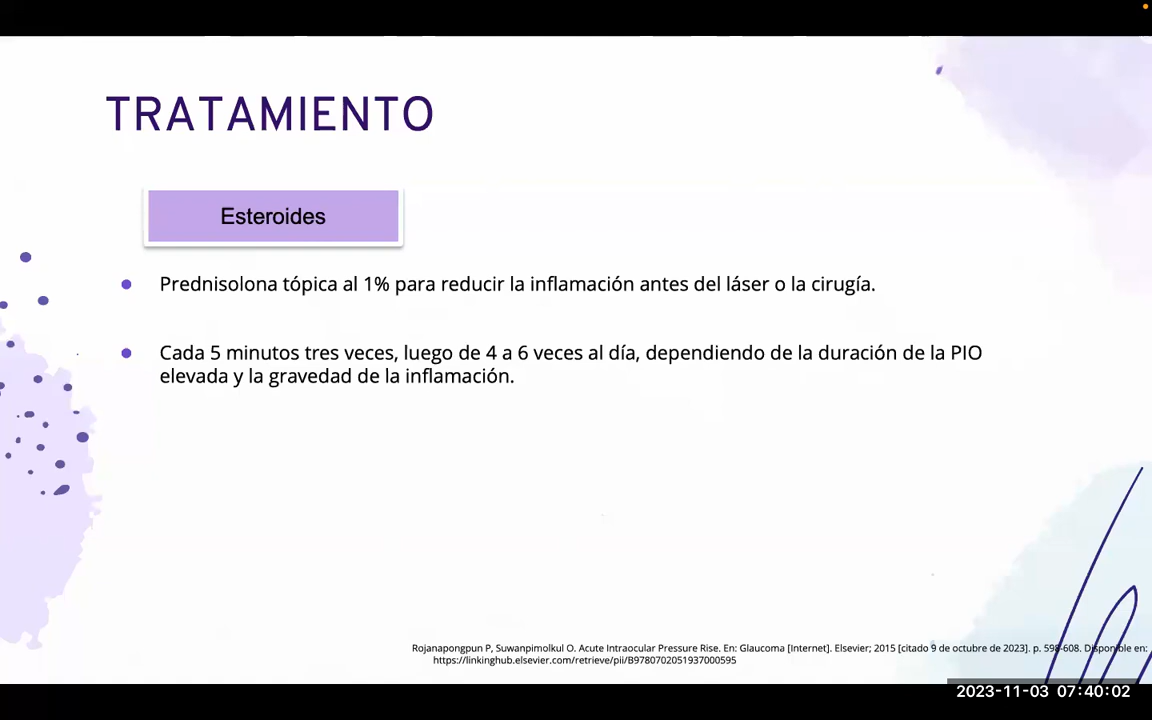 TRATAMIENTO
Esteroides
Prednisolona tópica al 1% para reducir la inflamación antes del láser o la cirugía.
Cada 5 minutos tres veces, luego de 4 a 6 veces al día, dependiendo de la duración de la PIO
elevada y la gravedad de la inflamación.
Rojanapongpun P, Suwanpimolkul O. Acute Intraocular Pressure Rise. En: Glaucoma [Internet]. Elsevier; 2015 [citado 9 de octubre de 2023]. p. 598-608. Disponible en:
https://linkinghub.elsevier.com/retrieve/pii/B9780702051937000595
2023-11-03 07:40:02